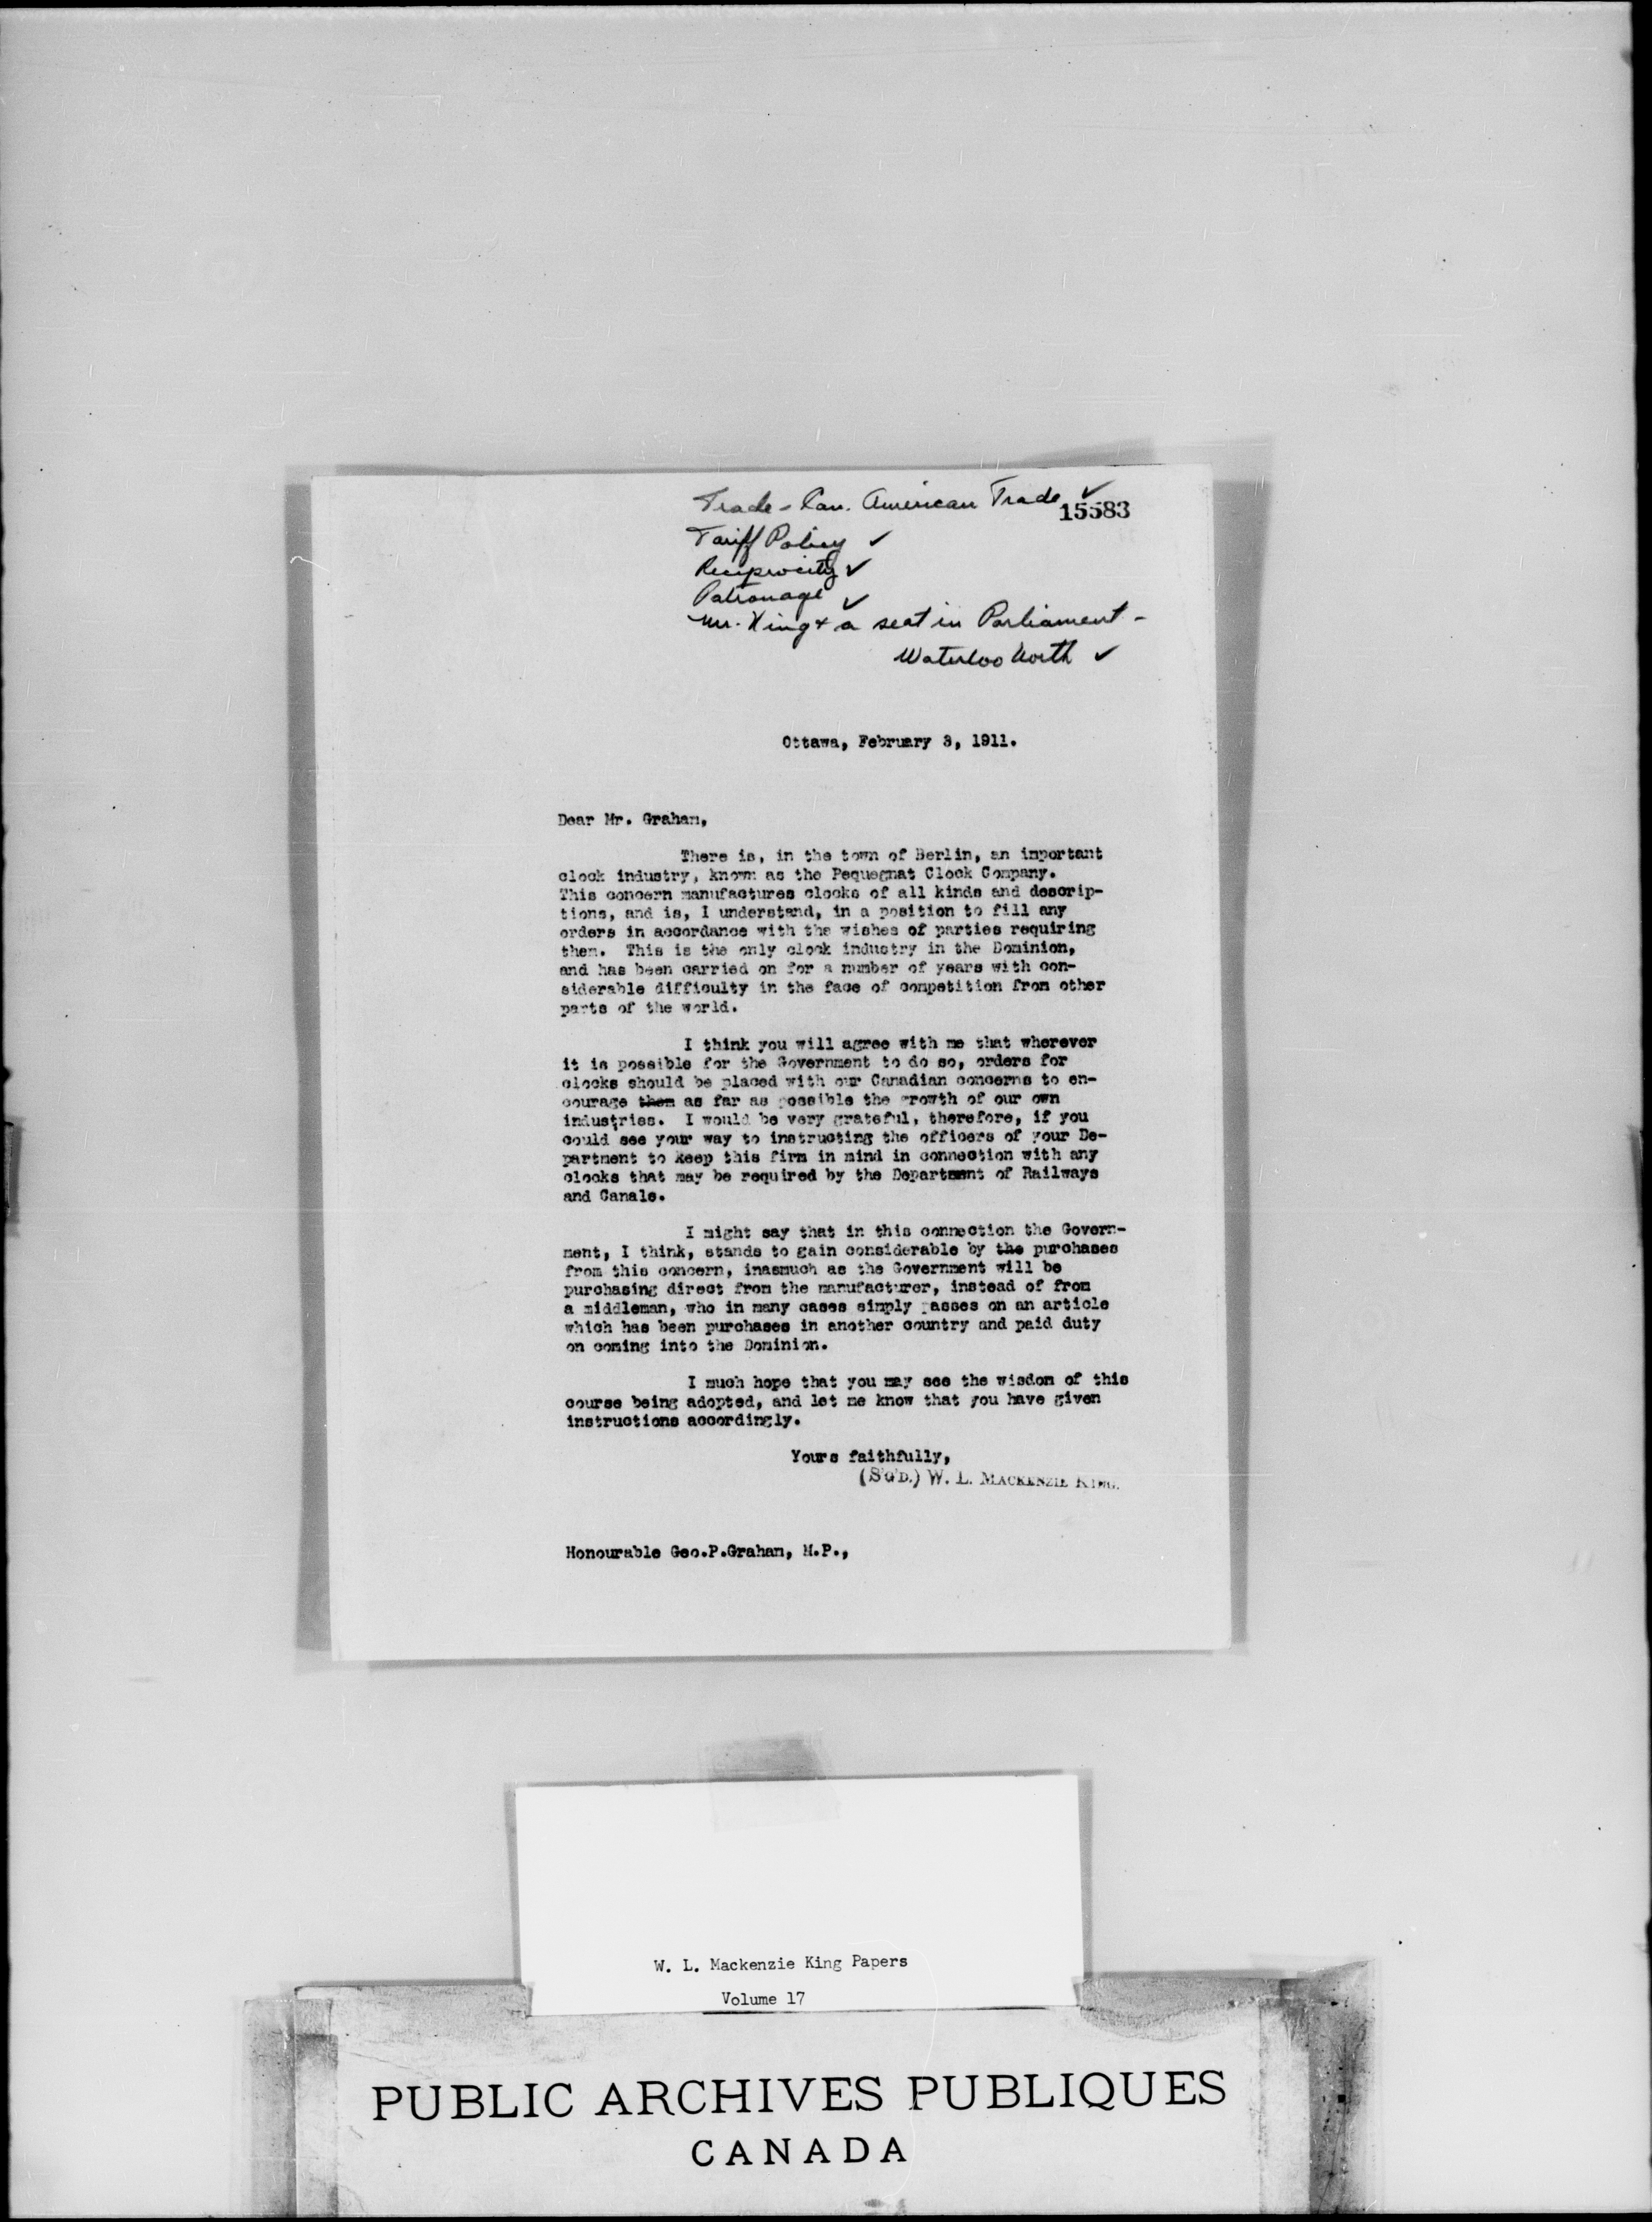 Trade - Can. American Trade ✓
15583
Tariff Policy ✓
Reciprocity ✓
Patronage ✓
Mr. King & a seat in Parliament -
Waterloo North ✓
Ottawa, February 3, 1911.
Dear Mr. Graham,
There is, in the town of Berlin, an important
clock industry, known as the Pequegnat Clock Company.
This concern manufactures clocks of all kinds and descrip-
tions, and is, I understand, in a position to fill any
orders in accordance with the wishes of parties requiring
them. This is the only clock industry in the Dominion,
and has been carried on for a number of years with con-
siderable difficulty in the face of competition from other
parts of the world.
I think you will agree with me that wherever
it is possible for the Government to do so, orders for
clocks should be placed with our Canadian concerns to en-
courage them as far as possible the growth of our own
industries. I would be very grateful, therefore, if you
could see your way to instructing the officers of your De-
partment to keep this firm in mind in connection with any
clocks that may be required by the Department of Railways
and Canals.
I might say that in this connection the Govern-
ment, I think, stands to gain considerable by the purchases
from this concern, inasmuch as the Government will be
purchasing direct from the manufacturer, instead of from
a middleman, who in many cases simply passes on an article
which has been purchases in another country and paid duty
on coming into the Dominion.
I much hope that you may see the wisdom of this
course being adopted, and let me know that you have given
instructions accordingly.
Yours faithfully,
(SG'D.) W. L. MACKENZIE KING.
Honourable Geo.P.Graham, M.P.,
W. L. Mackenzie King Papers
Volume 17
PUBLIC ARCHIVES PUBLIQUES
CANADA